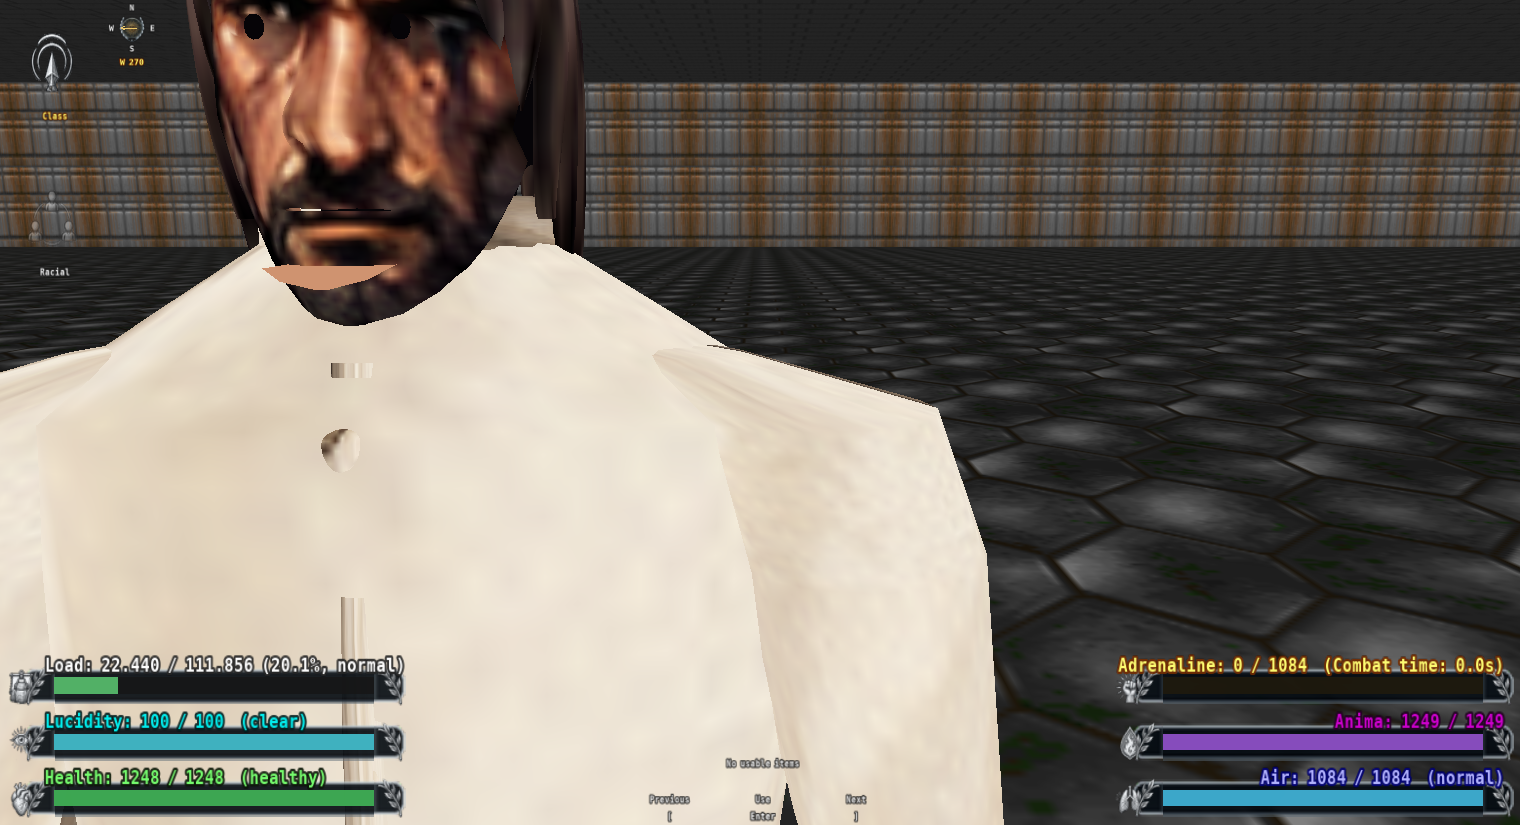 N
W E
S
W 270
Class
Racial
Load: 22.440 / 111.856 (20.1%, normal)
Lucidity: 100 / 100 (clear)
Health: 1248 / 1248 (healthy)
No usable items
Previous Use Next
[ Enter ]
Adrenaline: 0 / 1084 (Combat time: 0.0s)
Anima: 1249 / 1249
Air: 1084 / 1084 (normal)